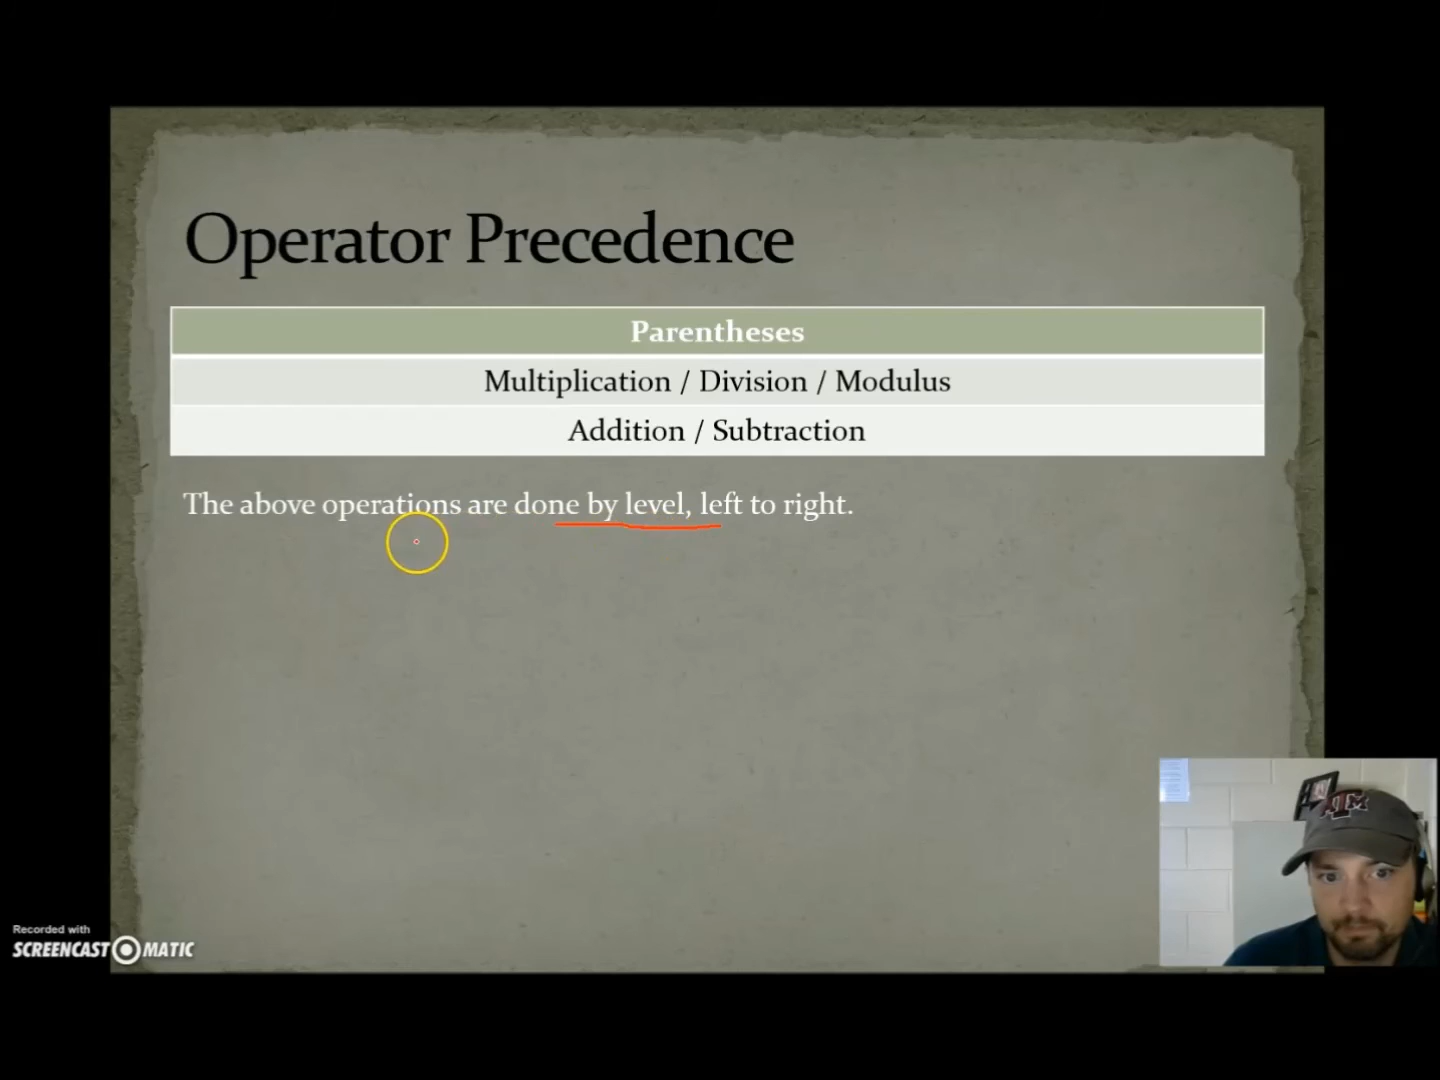 Operator Precedence
Parentheses
Multiplication / Division / Modulus
Addition / Subtraction
The above operations are done by level, left to right.
Recorded with
SCREENCAST MATIC
ATM